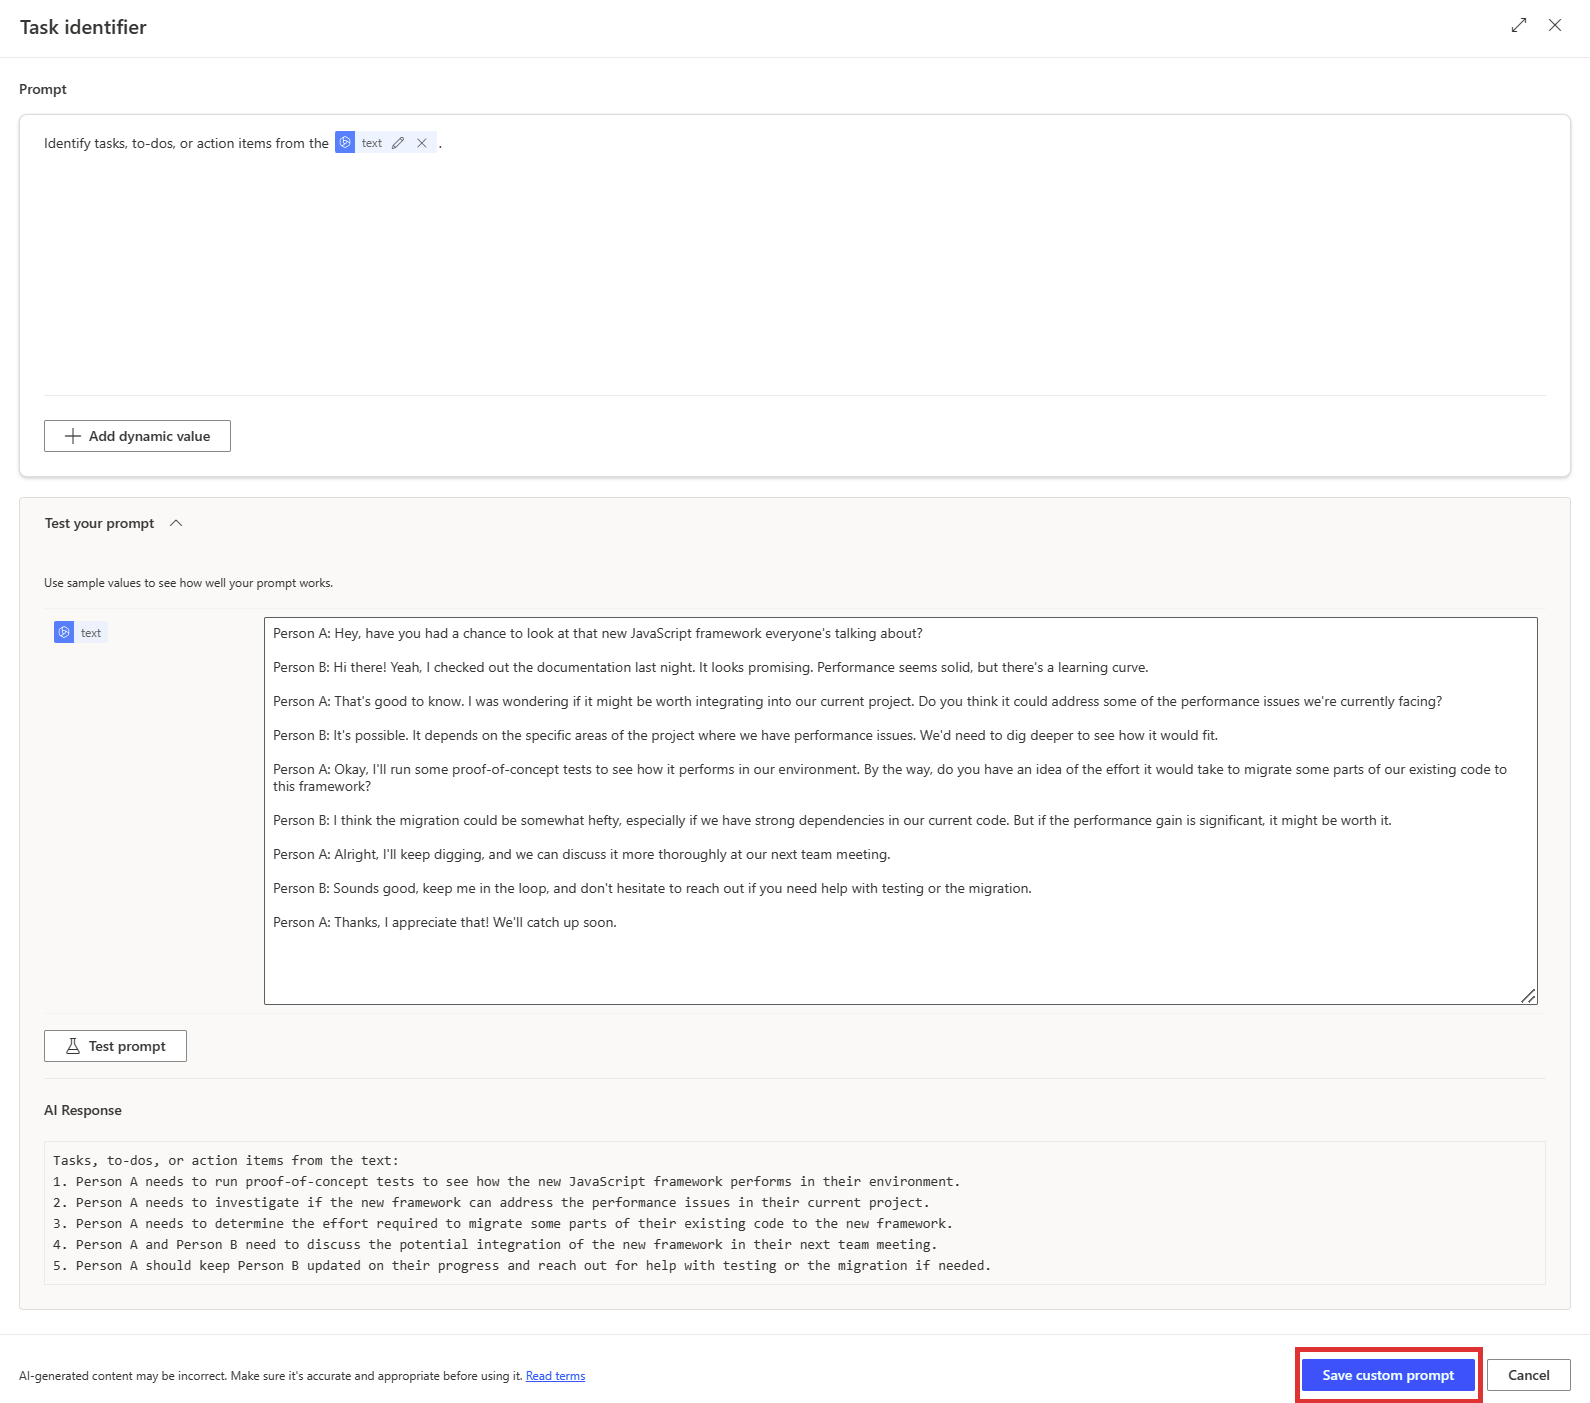 Task identifier
Prompt
Identify tasks, to-dos, or action items from the text .
Add dynamic value
Test your prompt
Use sample values to see how well your prompt works.
text
Person A: Hey, have you had a chance to look at that new JavaScript framework everyone's talking about?
Person B: Hi there! Yeah, I checked out the documentation last night. It looks promising. Performance seems solid, but there's a learning curve.
Person A: That's good to know. I was wondering if it might be worth integrating into our current project. Do you think it could address some of the performance issues we're currently facing?
Person B: It's possible. It depends on the specific areas of the project where we have performance issues. We'd need to dig deeper to see how it would fit.
Person A: Okay, I'll run some proof-of-concept tests to see how it performs in our environment. By the way, do you have an idea of the effort it would take to migrate some parts of our existing code to
this framework?
Person B: I think the migration could be somewhat hefty, especially if we have strong dependencies in our current code. But if the performance gain is significant, it might be worth it.
Person A: Alright, I'll keep digging, and we can discuss it more thoroughly at our next team meeting.
Person B: Sounds good, keep me in the loop, and don't hesitate to reach out if you need help with testing or the migration.
Person A: Thanks, I appreciate that! We'll catch up soon.
Test prompt
AI Response
Tasks, to-dos, or action items from the text:
1. Person A needs to run proof-of-concept tests to see how the new JavaScript framework performs in their environment.
2. Person A needs to investigate if the new framework can address the performance issues in their current project.
3. Person A needs to determine the effort required to migrate some parts of their existing code to the new framework.
4. Person A and Person B need to discuss the potential integration of the new framework in their next team meeting.
5. Person A should keep Person B updated on their progress and reach out for help with testing or the migration if needed.
AI-generated content may be incorrect. Make sure it's accurate and appropriate before using it. Read terms
Save custom prompt
Cancel